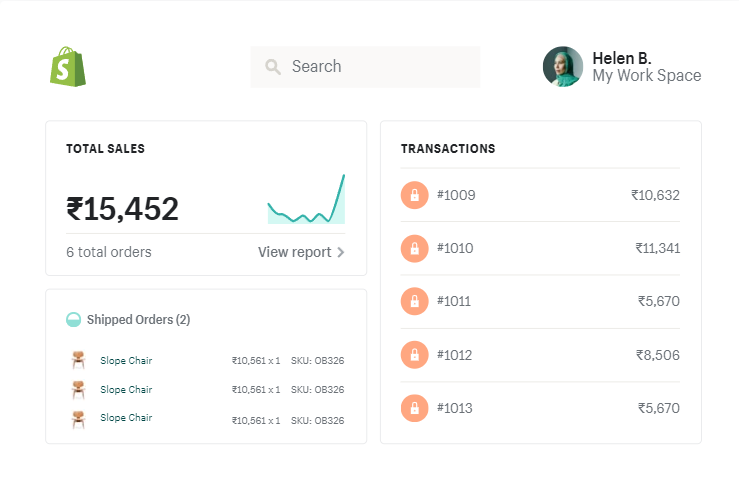 S
Search
Helen B.
My Work Space
TOTAL SALES
₹15,452
6 total orders
View report
Shipped Orders (2)
Slope Chair ₹10,561 x 1 SKU: OB326
Slope Chair ₹10,561 x 1 SKU: OB326
Slope Chair ₹10,561 x 1 SKU: OB326
TRANSACTIONS
#1009 ₹10,632
#1010 ₹11,341
#1011 ₹5,670
#1012 ₹8,506
#1013 ₹5,670